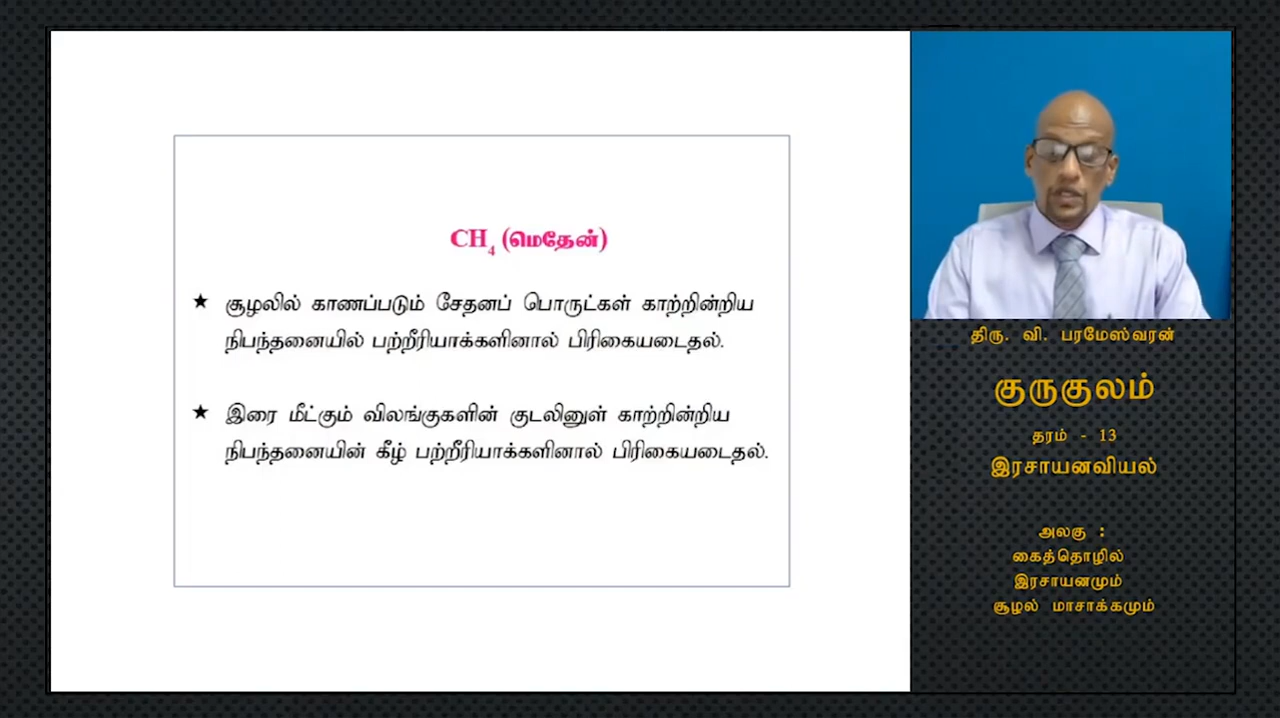 CH₄ (மெதேன்)
★ சூழலில் காணப்படும் சேதனப் பொருட்கள் காற்றின்றிய
நிபந்தனையில் பற்றீரியாக்களினால் பிரிகையடைதல்.
★ இரை மீட்கும் விலங்குகளின் குடலினுள் காற்றின்றிய
நிபந்தனையின் கீழ் பற்றீரியாக்களினால் பிரிகையடைதல்.
திரு. வி. பரமேஸ்வரன்
குருகுலம்
தரம் - 13
இரசாயனவியல்
அலகு :
கைத்தொழில்
இரசாயனமும்
சூழல் மாசாக்கமும்